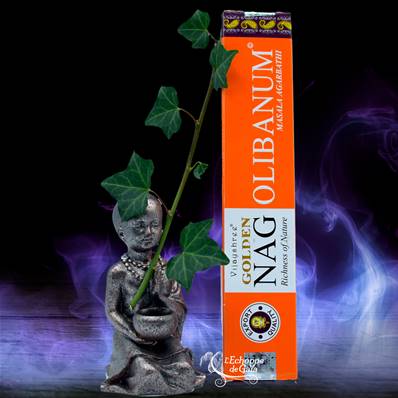 OLIBANUM®
MASALA AGARBATHI
Vijayshree®
GOLDEN
NAG
Richness of Nature
EXPORT
QUALITY
L'Echoppe
de Gaïa